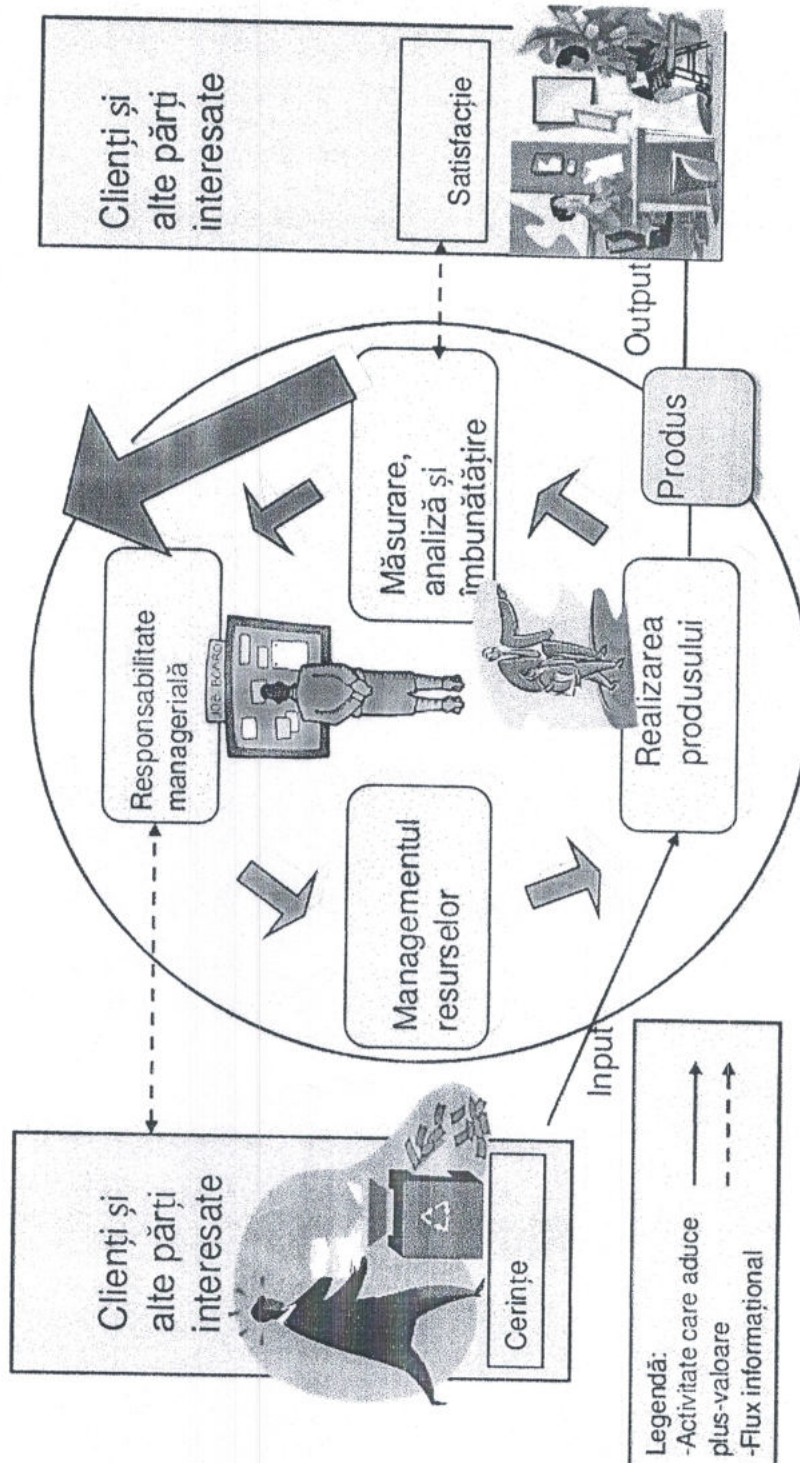 Clienți și
alte părți
interesate
Cerințe
Responsabilitate
managerială
JOB BOARD
Managementul
resurselor
Măsurare,
analiză și
îmbunătățire
Realizarea
produsului
Produs
Input
Output
Clienți și
alte părți
interesate
Satisfacție
Legendă:
-Activitate care aduce
plus-valoare
-Flux informațional